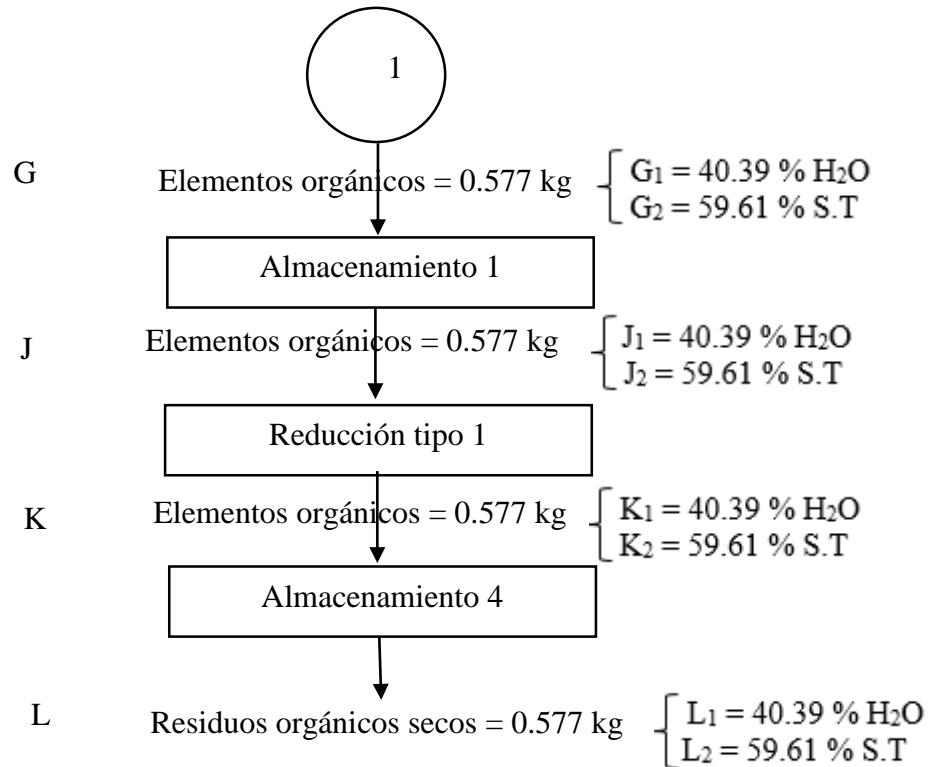 1
G
Elementos orgánicos = 0.577 kg
G₁ = 40.39 % H₂O
G₂ = 59.61 % S.T
Almacenamiento 1
J
Elementos orgánicos = 0.577 kg
J₁ = 40.39 % H₂O
J₂ = 59.61 % S.T
Reducción tipo 1
K
Elementos orgánicos = 0.577 kg
K₁ = 40.39 % H₂O
K₂ = 59.61 % S.T
Almacenamiento 4
L
Residuos orgánicos secos = 0.577 kg
L₁ = 40.39 % H₂O
L₂ = 59.61 % S.T